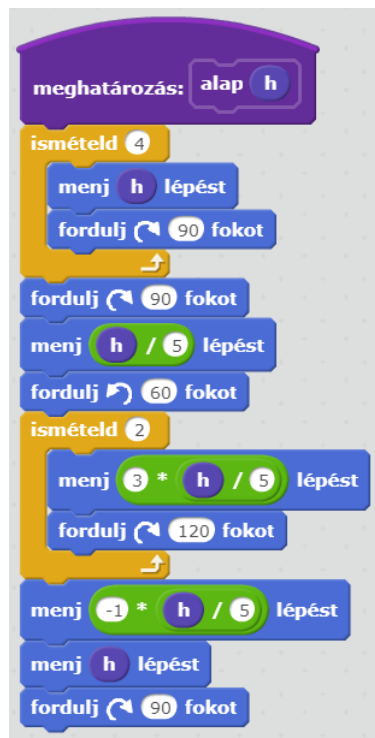 meghatározás: alap h
ismételd 4
menj h lépést
fordulj ↻ 90 fokot
fordulj ↻ 90 fokot
menj h / 5 lépést
fordulj ↺ 60 fokot
ismételd 2
menj 3 * h / 5 lépést
fordulj ↻ 120 fokot
menj -1 * h / 5 lépést
menj h lépést
fordulj ↻ 90 fokot